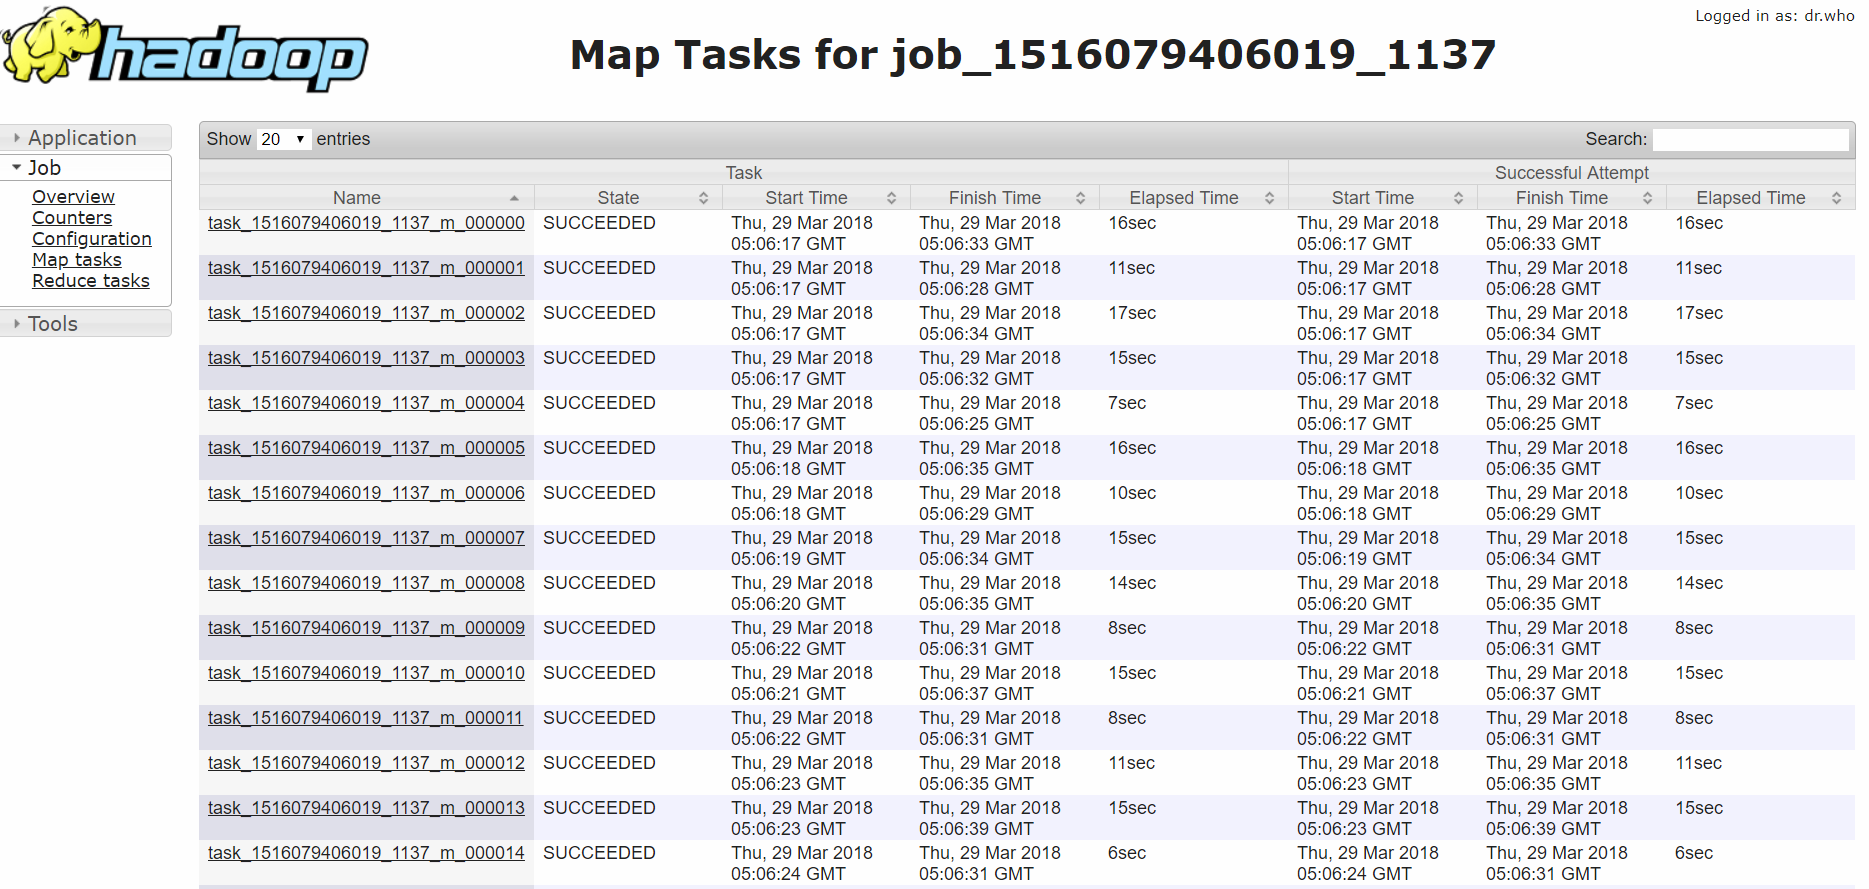 Logged in as: dr.who
hadoop
Map Tasks for job_1516079406019_1137
Application
Job
Overview
Counters
Configuration
Map tasks
Reduce tasks
Tools
Show 20 entries Search:
Task Successful Attempt
Name State Start Time Finish Time Elapsed Time Start Time Finish Time Elapsed Time
task_1516079406019_1137_m_000000 SUCCEEDED Thu, 29 Mar 2018 Thu, 29 Mar 2018 16sec Thu, 29 Mar 2018 Thu, 29 Mar 2018 16sec
05:06:17 GMT 05:06:33 GMT 05:06:17 GMT 05:06:33 GMT
task_1516079406019_1137_m_000001 SUCCEEDED Thu, 29 Mar 2018 Thu, 29 Mar 2018 11sec Thu, 29 Mar 2018 Thu, 29 Mar 2018 11sec
05:06:17 GMT 05:06:28 GMT 05:06:17 GMT 05:06:28 GMT
task_1516079406019_1137_m_000002 SUCCEEDED Thu, 29 Mar 2018 Thu, 29 Mar 2018 17sec Thu, 29 Mar 2018 Thu, 29 Mar 2018 17sec
05:06:17 GMT 05:06:34 GMT 05:06:17 GMT 05:06:34 GMT
task_1516079406019_1137_m_000003 SUCCEEDED Thu, 29 Mar 2018 Thu, 29 Mar 2018 15sec Thu, 29 Mar 2018 Thu, 29 Mar 2018 15sec
05:06:17 GMT 05:06:32 GMT 05:06:17 GMT 05:06:32 GMT
task_1516079406019_1137_m_000004 SUCCEEDED Thu, 29 Mar 2018 Thu, 29 Mar 2018 7sec Thu, 29 Mar 2018 Thu, 29 Mar 2018 7sec
05:06:17 GMT 05:06:25 GMT 05:06:17 GMT 05:06:25 GMT
task_1516079406019_1137_m_000005 SUCCEEDED Thu, 29 Mar 2018 Thu, 29 Mar 2018 16sec Thu, 29 Mar 2018 Thu, 29 Mar 2018 16sec
05:06:18 GMT 05:06:35 GMT 05:06:18 GMT 05:06:35 GMT
task_1516079406019_1137_m_000006 SUCCEEDED Thu, 29 Mar 2018 Thu, 29 Mar 2018 10sec Thu, 29 Mar 2018 Thu, 29 Mar 2018 10sec
05:06:18 GMT 05:06:29 GMT 05:06:18 GMT 05:06:29 GMT
task_1516079406019_1137_m_000007 SUCCEEDED Thu, 29 Mar 2018 Thu, 29 Mar 2018 15sec Thu, 29 Mar 2018 Thu, 29 Mar 2018 15sec
05:06:19 GMT 05:06:34 GMT 05:06:19 GMT 05:06:34 GMT
task_1516079406019_1137_m_000008 SUCCEEDED Thu, 29 Mar 2018 Thu, 29 Mar 2018 14sec Thu, 29 Mar 2018 Thu, 29 Mar 2018 14sec
05:06:20 GMT 05:06:35 GMT 05:06:20 GMT 05:06:35 GMT
task_1516079406019_1137_m_000009 SUCCEEDED Thu, 29 Mar 2018 Thu, 29 Mar 2018 8sec Thu, 29 Mar 2018 Thu, 29 Mar 2018 8sec
05:06:22 GMT 05:06:31 GMT 05:06:22 GMT 05:06:31 GMT
task_1516079406019_1137_m_000010 SUCCEEDED Thu, 29 Mar 2018 Thu, 29 Mar 2018 15sec Thu, 29 Mar 2018 Thu, 29 Mar 2018 15sec
05:06:21 GMT 05:06:37 GMT 05:06:21 GMT 05:06:37 GMT
task_1516079406019_1137_m_000011 SUCCEEDED Thu, 29 Mar 2018 Thu, 29 Mar 2018 8sec Thu, 29 Mar 2018 Thu, 29 Mar 2018 8sec
05:06:22 GMT 05:06:31 GMT 05:06:22 GMT 05:06:31 GMT
task_1516079406019_1137_m_000012 SUCCEEDED Thu, 29 Mar 2018 Thu, 29 Mar 2018 11sec Thu, 29 Mar 2018 Thu, 29 Mar 2018 11sec
05:06:23 GMT 05:06:35 GMT 05:06:23 GMT 05:06:35 GMT
task_1516079406019_1137_m_000013 SUCCEEDED Thu, 29 Mar 2018 Thu, 29 Mar 2018 15sec Thu, 29 Mar 2018 Thu, 29 Mar 2018 15sec
05:06:23 GMT 05:06:39 GMT 05:06:23 GMT 05:06:39 GMT
task_1516079406019_1137_m_000014 SUCCEEDED Thu, 29 Mar 2018 Thu, 29 Mar 2018 6sec Thu, 29 Mar 2018 Thu, 29 Mar 2018 6sec
05:06:24 GMT 05:06:31 GMT 05:06:24 GMT 05:06:31 GMT